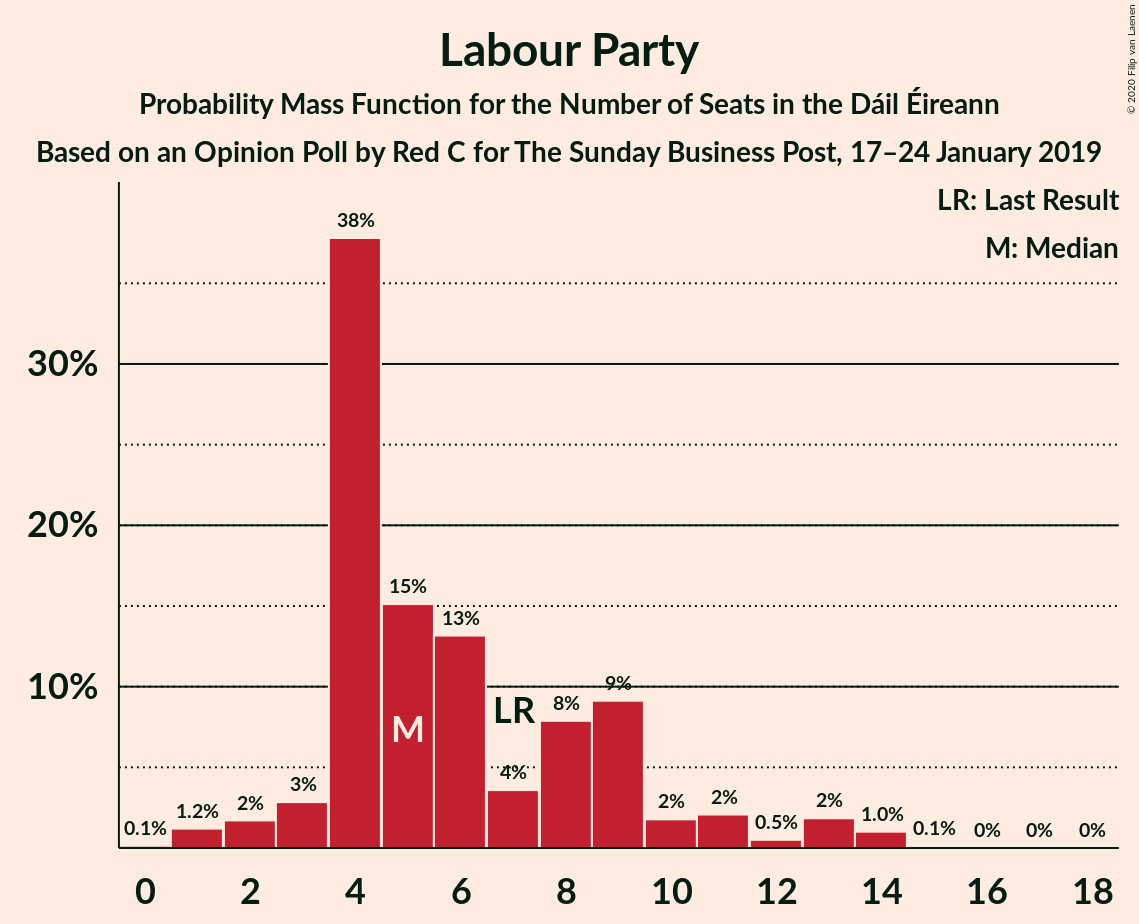 Labour Party
Probability Mass Function for the Number of Seats in the Dáil Éireann
Based on an Opinion Poll by Red C for The Sunday Business Post, 17–24 January 2019
© 2020 Filip van Laenen
LR: Last Result
M: Median
38%
30%
20%
15%
13%
10%
9%
LR
8%
M
4%
3%
2%
2%
2%
2%
1.2%
1.0%
0.5%
0.1%
0.1%
0%
0%
0%
0 2 4 6 8 10 12 14 16 18